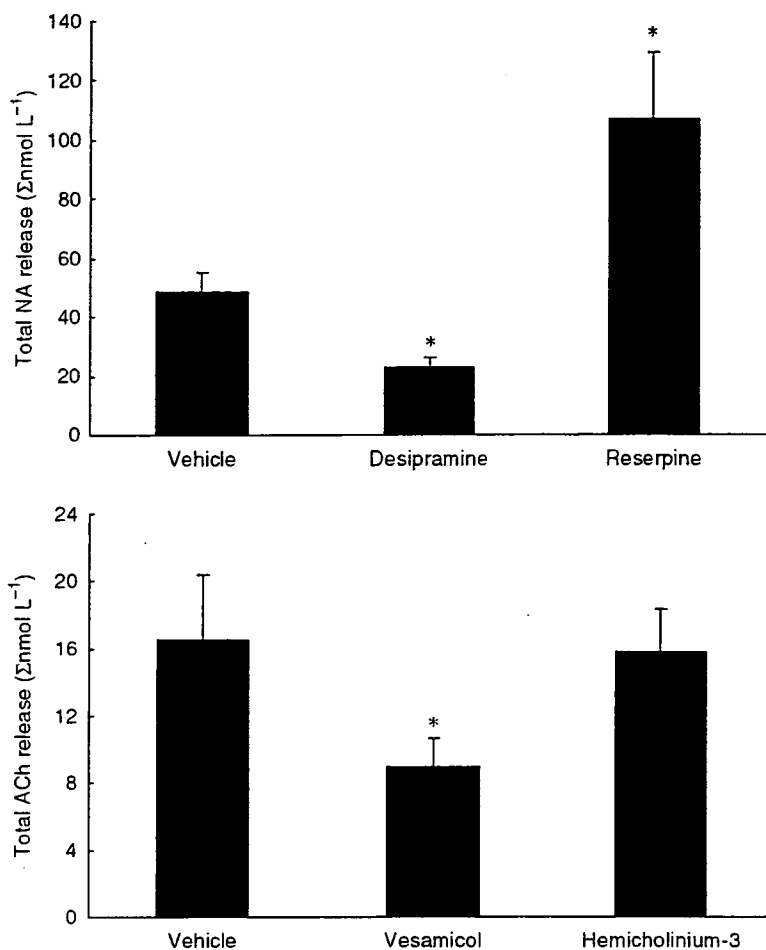 Total NA release (Σnmol L⁻¹)
140
120
100
80
60
40
20
0
*
*
Vehicle
Desipramine
Reserpine
Total ACh release (Σnmol L⁻¹)
24
20
16
12
8
4
0
*
Vehicle
Vesamicol
Hemicholinium-3